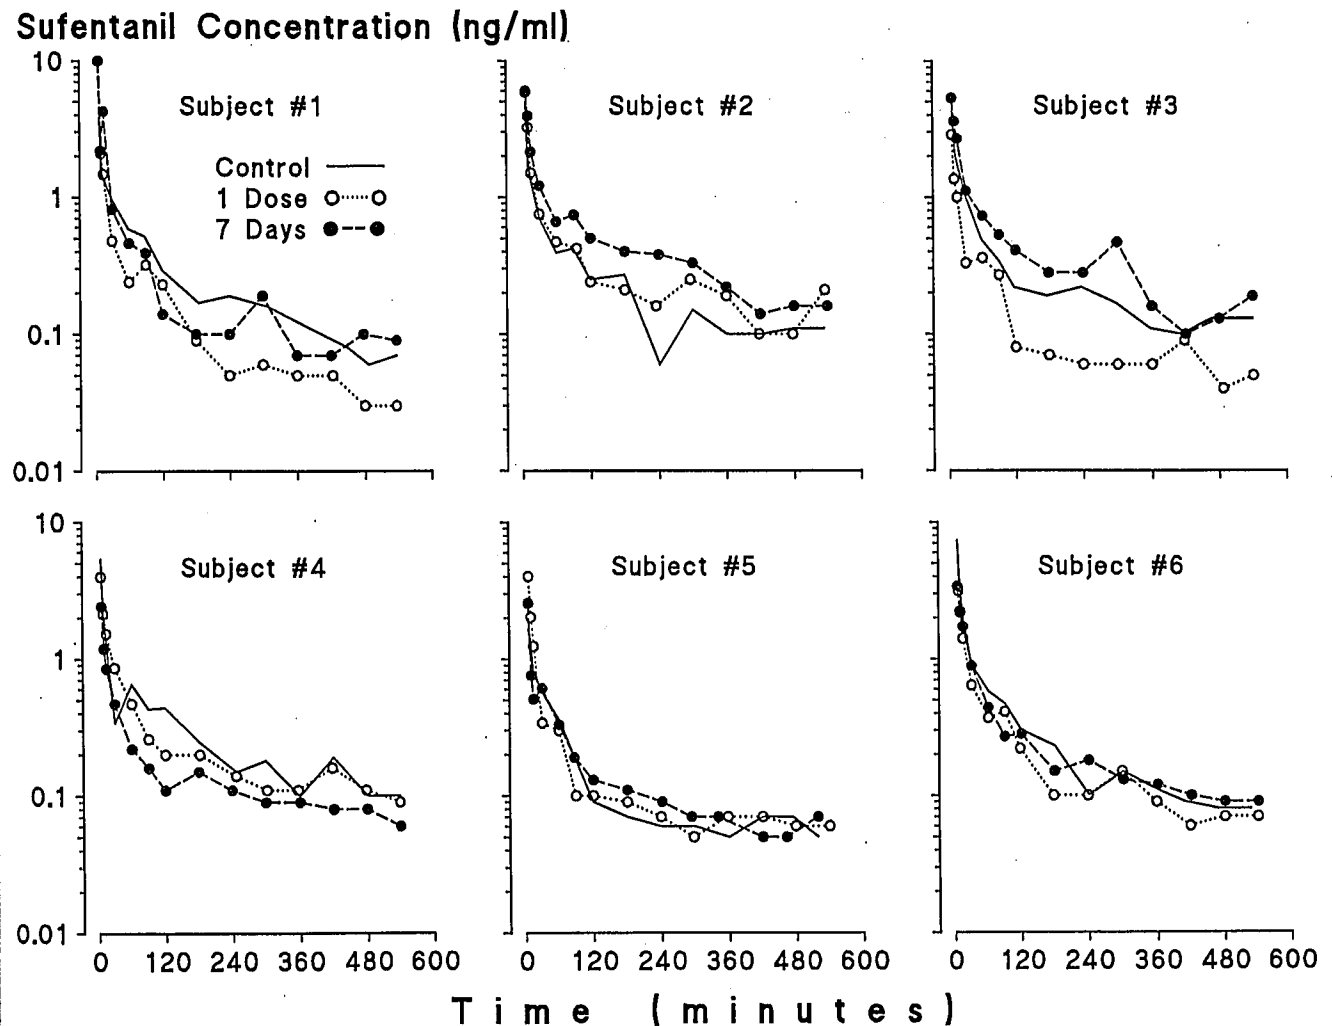 Sufentanil Concentration (ng/ml)
10
1
0.1
0.01
Subject #1
Control
1 Dose
7 Days
Subject #2
Subject #3
10
1
0.1
0.01
Subject #4
Subject #5
Subject #6
0 120 240 360 480 600
0 120 240 360 480 600
0 120 240 360 480 600
Time (minutes)